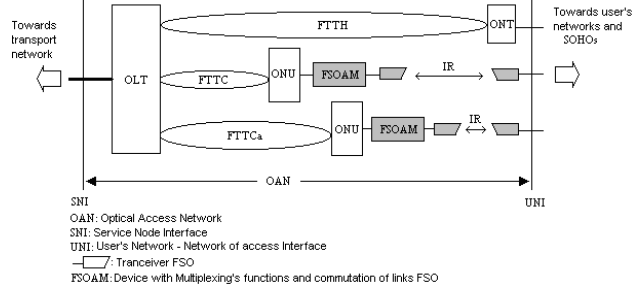 SNI
UNI
Towards transport network
Towards user's networks and SOHOs
FTTH
ONT
OLT
FTTC
ONU
FSOAM
IR
FTTCa
ONU
FSOAM
IR
OAN
SNI
UNI
OAN: Optical Access Network
SNI: Service Node Interface
UNI: User's Network - Network of access Interface
: Tranceiver FSO
FSOAM: Device with Multiplexing's functions and commutation of links FSO